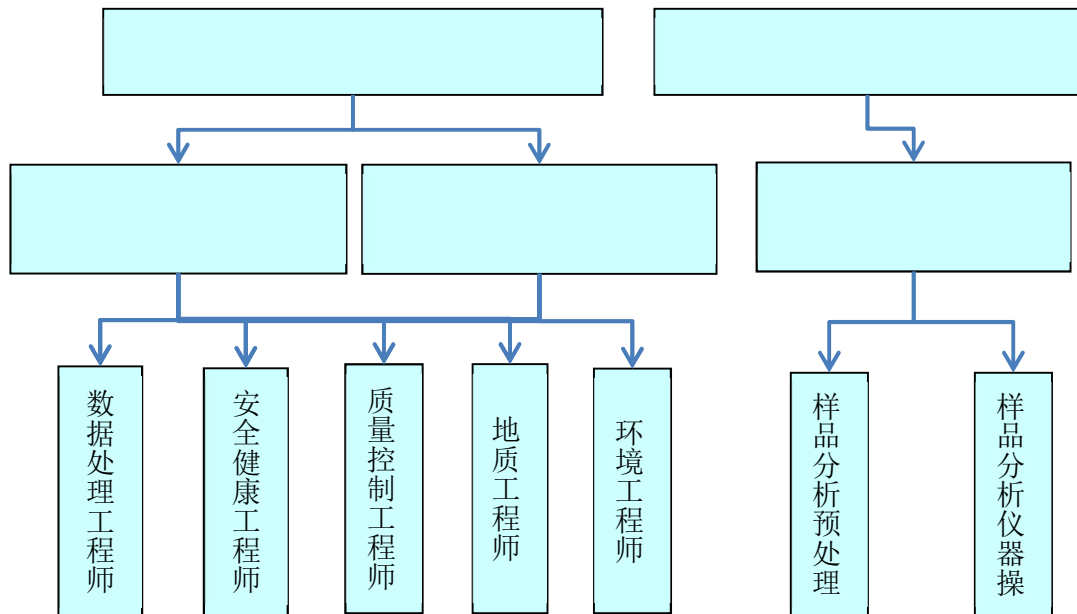 数据处理工程师
安全健康工程师
质量控制工程师
地质工程师
环境工程师
样品分析预处理
样品分析仪器操